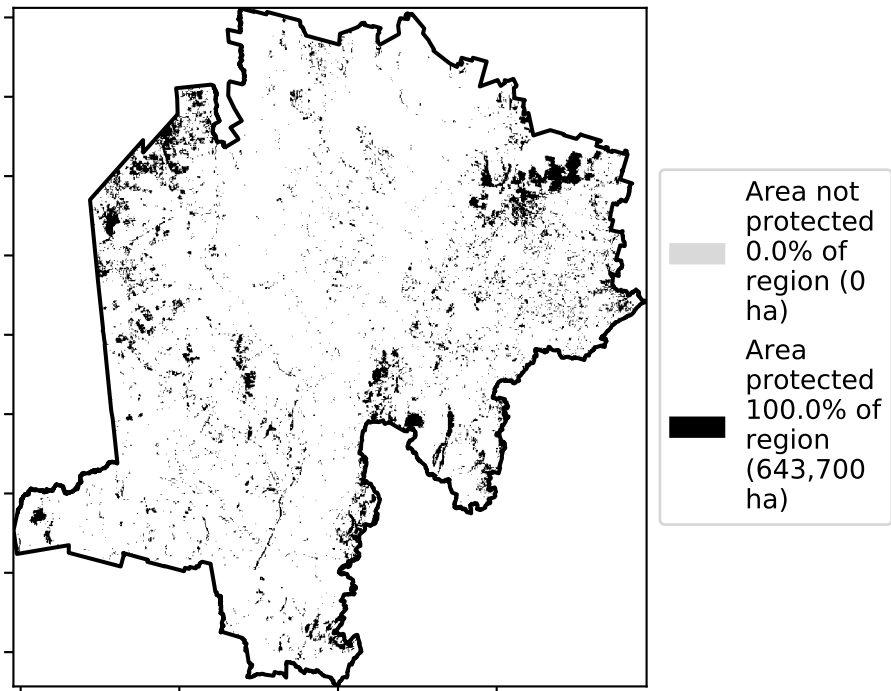 Area not
protected
0.0% of
region (0
ha)
Area
protected
100.0% of
region
(643,700
ha)